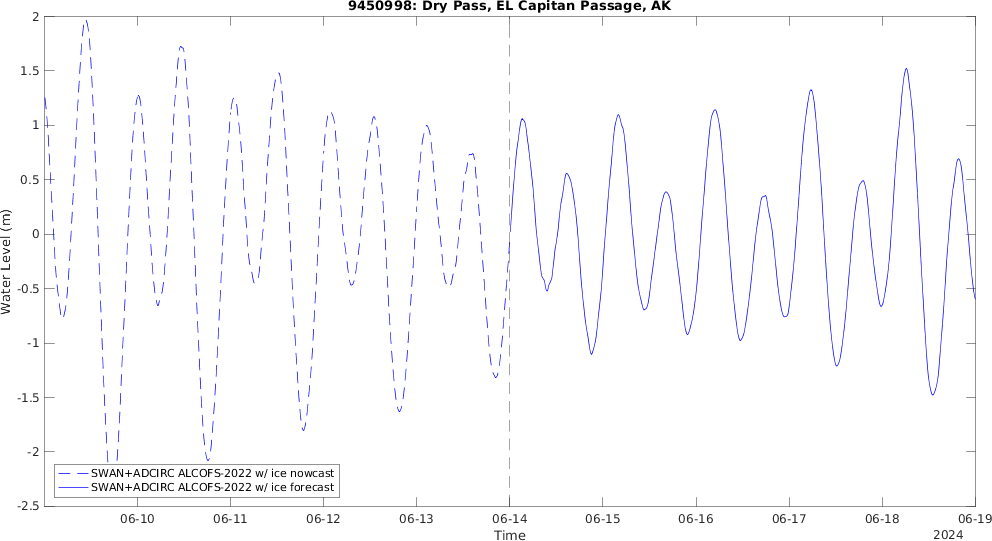 9450998: Dry Pass, EL Capitan Passage, AK
Water Level (m)
2
1.5
1
0.5
0
-0.5
-1
-1.5
-2
-2.5
SWAN+ADCIRC ALCOFS-2022 w/ ice nowcast
SWAN+ADCIRC ALCOFS-2022 w/ ice forecast
06-10 06-11 06-12 06-13 06-14 06-15 06-16 06-17 06-18 06-19
Time
2024